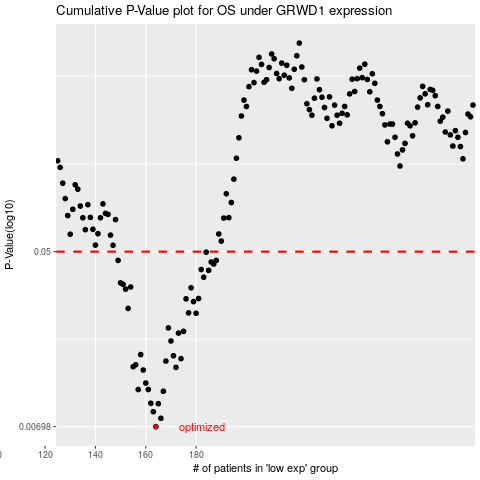 Cumulative P-Value plot for OS under GRWD1 expression
P-Value(log10)
0.05
0.00698
optimized
0
120
140
160
180
# of patients in 'low exp' group